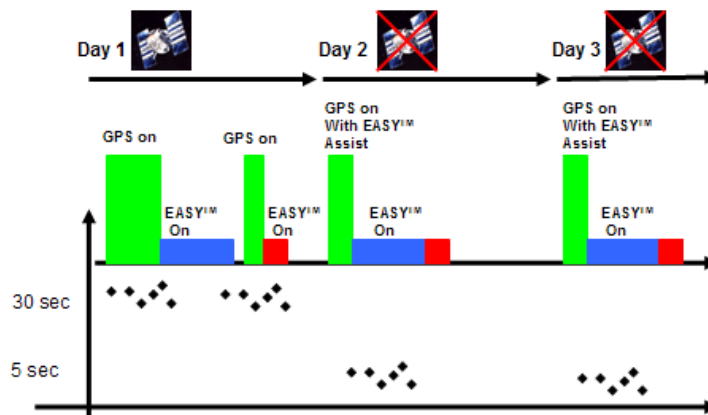 Day 1
Day 2
Day 3
GPS on
GPS on
GPS on
With EASY™
Assist
GPS on
With EASY™
Assist
EASY™
On
EASY™
On
EASY™
On
EASY™
On
30 sec
5 sec